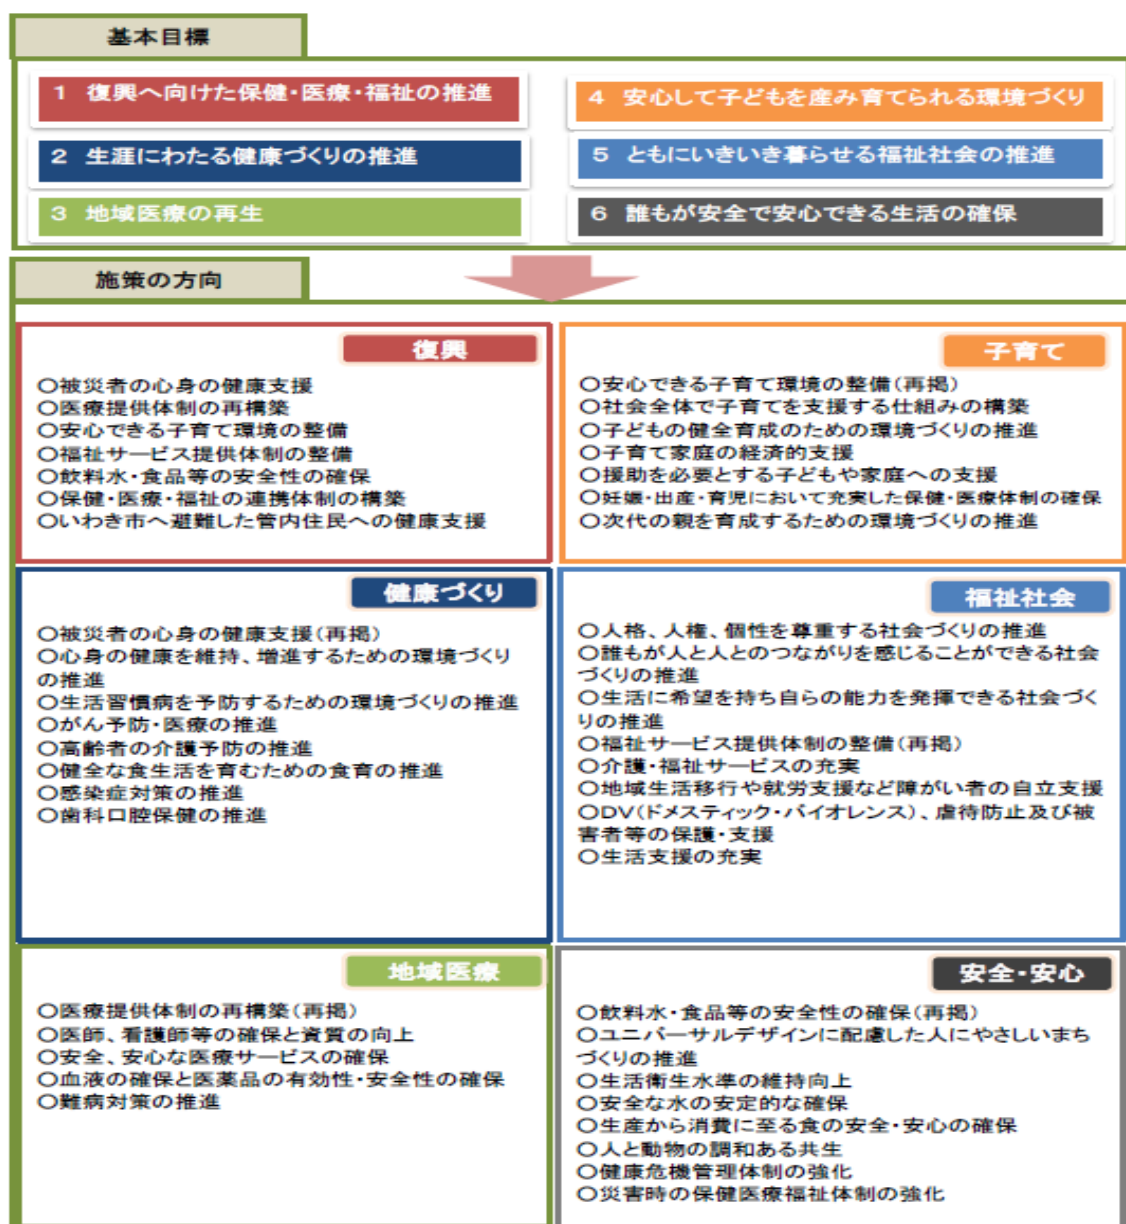 基本目標
1 復興へ向けた保健・医療・福祉の推進
2 生涯にわたる健康づくりの推進
3 地域医療の再生
4 安心して子どもを産み育てられる環境づくり
5 ともにいきいき暮らせる福祉社会の推進
6 誰もが安全で安心できる生活の確保
施策の方向
復興
○被災者の心身の健康支援
○医療提供体制の再構築
○安心できる子育て環境の整備
○福祉サービス提供体制の整備
○飲料水・食品等の安全性の確保
○保健・医療・福祉の連携体制の構築
○いわき市へ避難した管内住民への健康支援
子育て
○安心できる子育て環境の整備(再掲)
○社会全体で子育てを支援する仕組みの構築
○子どもの健全育成のための環境づくりの推進
○子育て家庭の経済的支援
○援助を必要とする子どもや家庭への支援
○妊娠・出産・育児において充実した保健・医療体制の確保
○次代の親を育成するための環境づくりの推進
健康づくり
○被災者の心身の健康支援(再掲)
○心身の健康を維持、増進するための環境づくり
の推進
○生活習慣病を予防するための環境づくりの推進
○がん予防・医療の推進
○高齢者の介護予防の推進
○健全な食生活を育むための食育の推進
○感染症対策の推進
○歯科口腔保健の推進
福祉社会
○人格、人権、個性を尊重する社会づくりの推進
○誰もが人と人とのつながりを感じることができる社会
づくりの推進
○生活に希望を持ち自らの能力を発揮できる社会づく
りの推進
○福祉サービス提供体制の整備(再掲)
○介護・福祉サービスの充実
○地域生活移行や就労支援など障がい者の自立支援
○DV(ドメスティック・バイオレンス)、虐待防止及び被
害者等の保護・支援
○生活支援の充実
地域医療
○医療提供体制の再構築(再掲)
○医師、看護師等の確保と資質の向上
○安全、安心な医療サービスの確保
○血液の確保と医薬品の有効性・安全性の確保
○難病対策の推進
安全・安心
○飲料水・食品等の安全性の確保(再掲)
○ユニバーサルデザインに配慮した人にやさしいまち
づくりの推進
○生活衛生水準の維持向上
○安全な水の安定的な確保
○生産から消費に至る食の安全・安心の確保
○人と動物の調和ある共生
○健康危機管理体制の強化
○災害時の保健医療福祉体制の強化